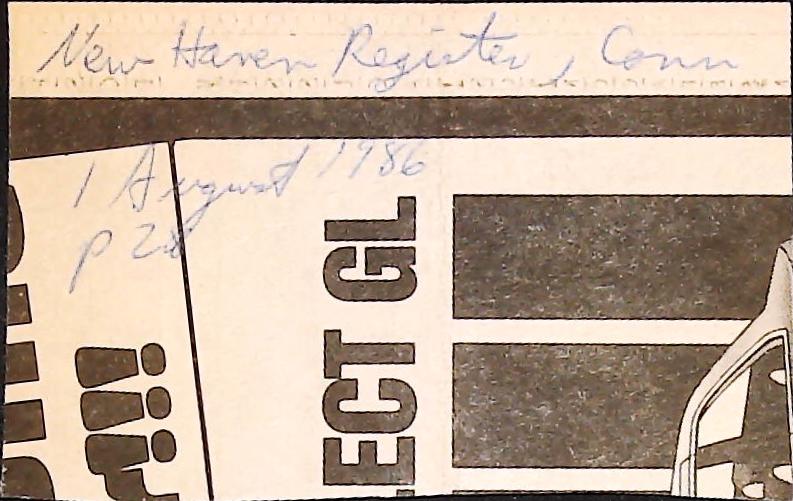 New Haven Register, Conn
1 August 1986
p 28
ECT GL
!!!